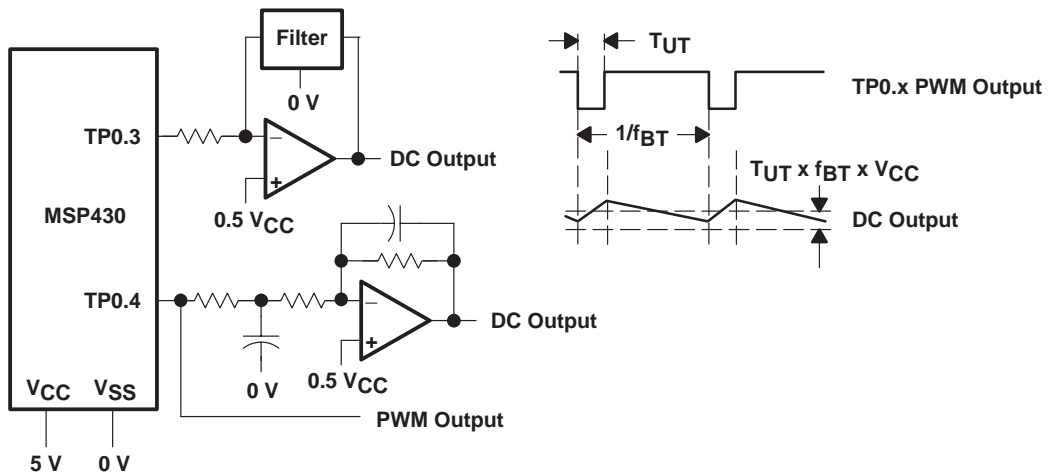 Filter
0 V
TP0.3
−
+
DC Output
0.5 VCC
MSP430
TP0.4
−
+
DC Output
0.5 VCC
0 V
PWM Output
VCC VSS
5 V 0 V
TUT
TP0.x PWM Output
1/fBT
TUT x fBT x VCC
DC Output